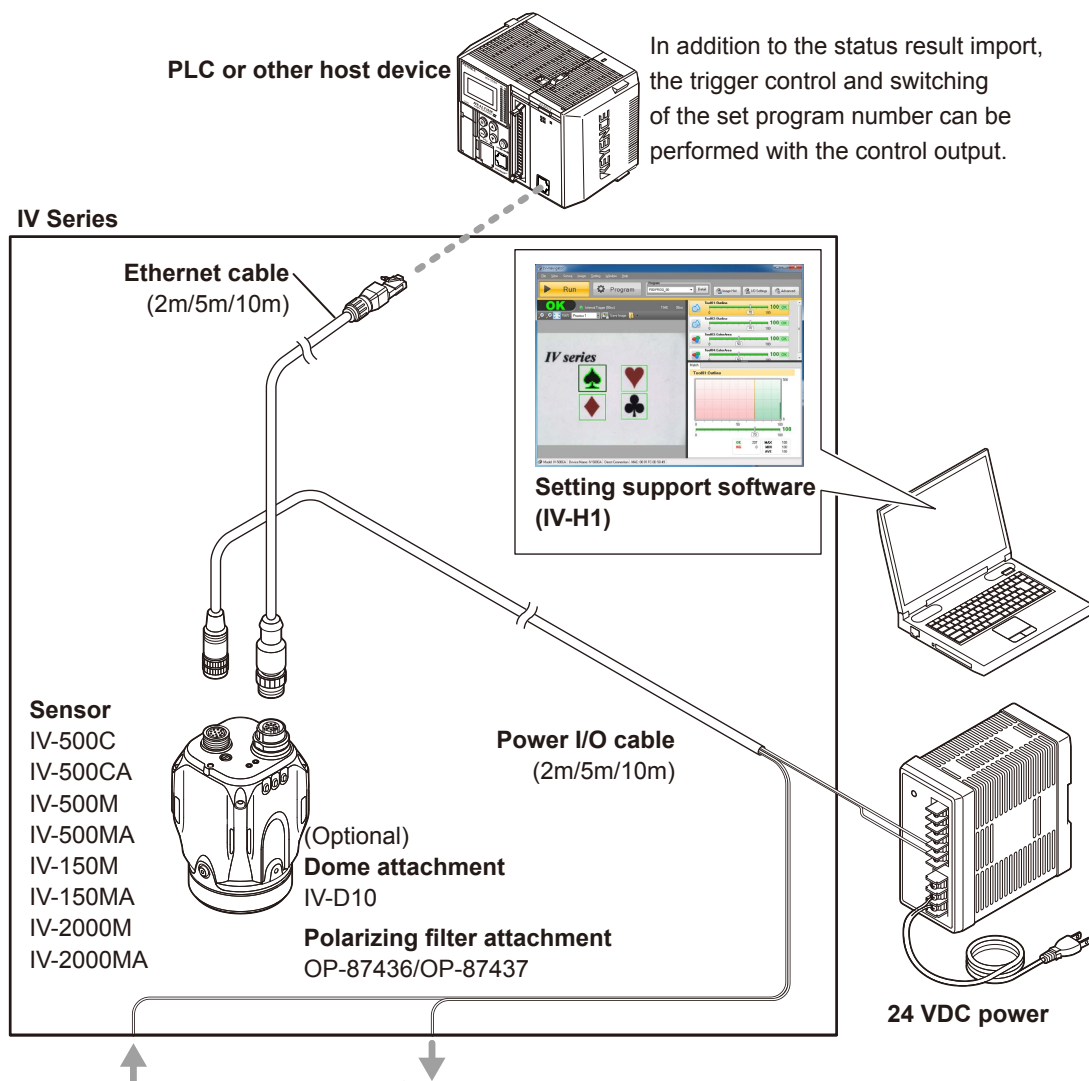 PLC or other host device
In addition to the status result import,
the trigger control and switching
of the set program number can be
performed with the control output.
KEYENCE
IV Series
Ethernet cable
(2m/5m/10m)
Run
Program
OK
IV series
Tool01:Outline
100
Setting support software
(IV-H1)
Sensor
IV-500C
IV-500CA
IV-500M
IV-500MA
IV-150M
IV-150MA
IV-2000M
IV-2000MA
Power I/O cable
(2m/5m/10m)
(Optional)
Dome attachment
IV-D10
Polarizing filter attachment
OP-87436/OP-87437
24 VDC power